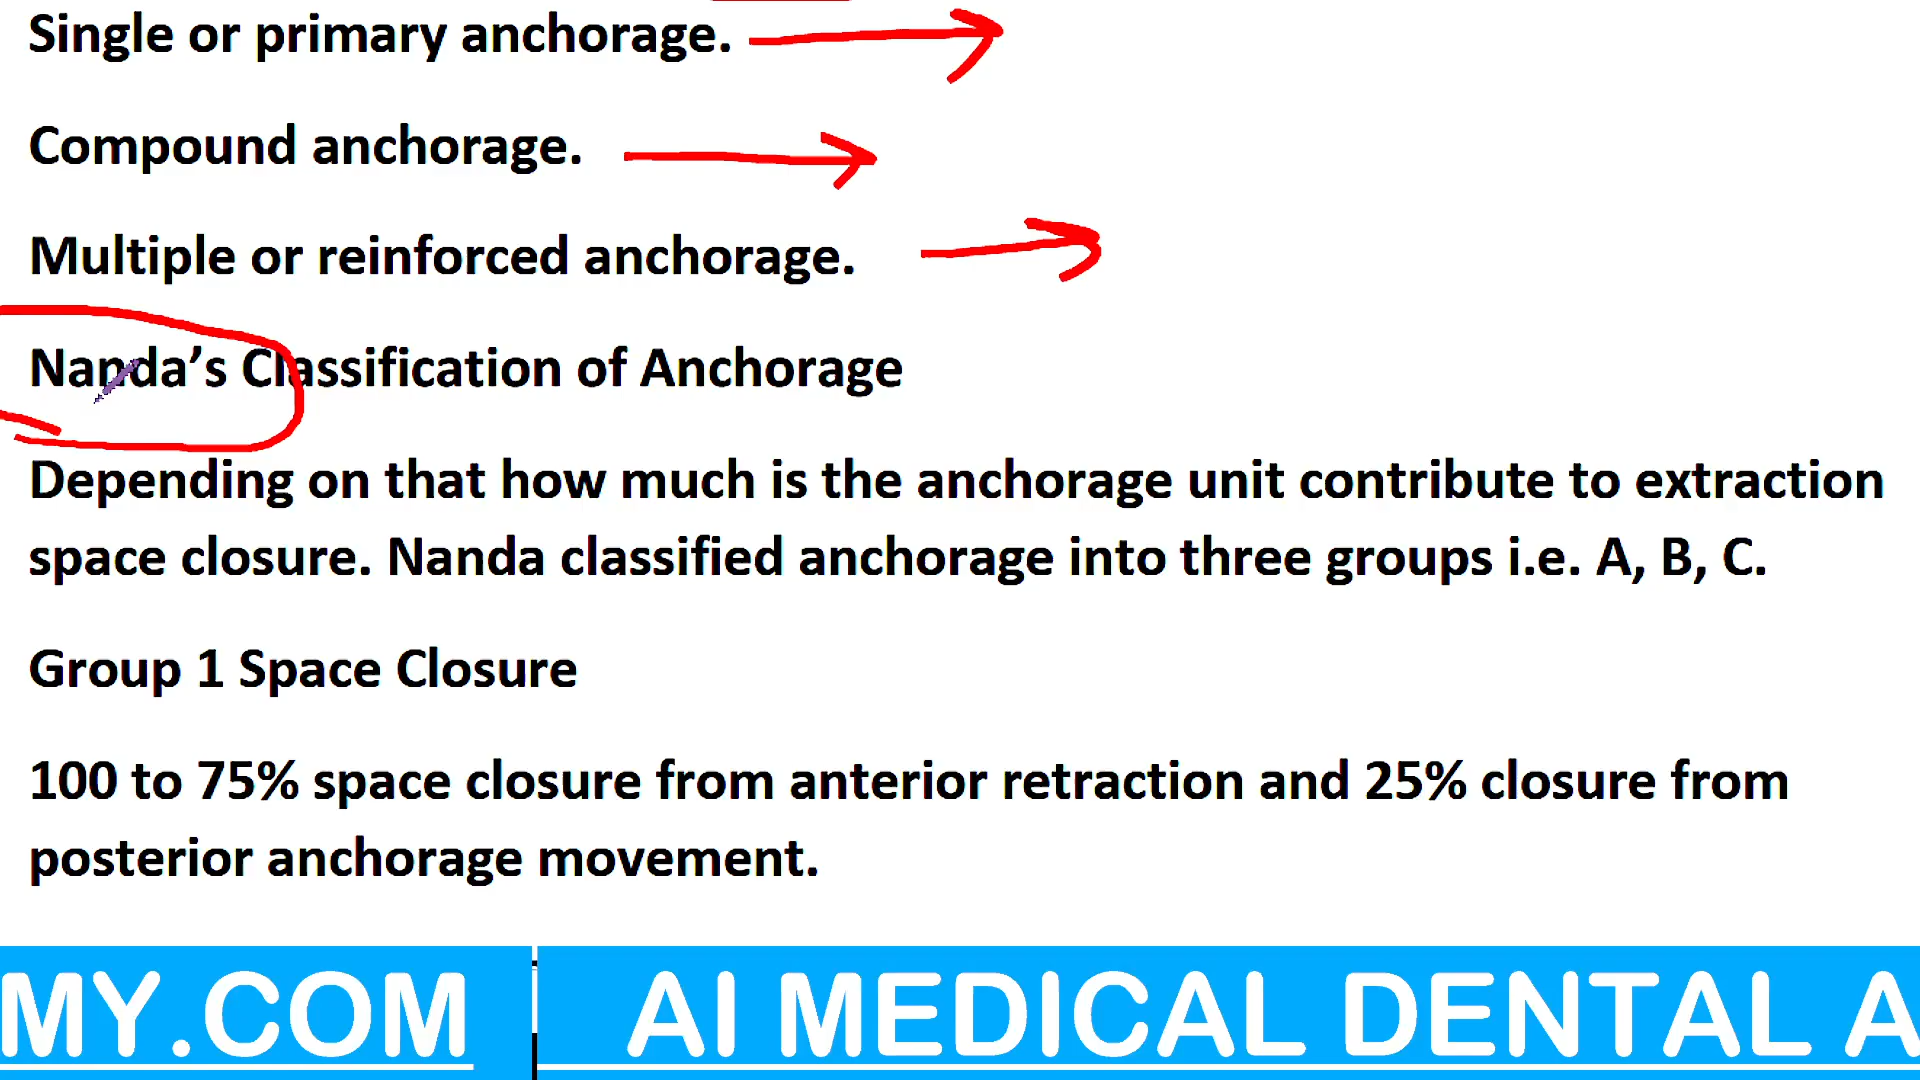 Single or primary anchorage.
Compound anchorage.
Multiple or reinforced anchorage.
Nanda’s Classification of Anchorage
Depending on that how much is the anchorage unit contribute to extraction
space closure. Nanda classified anchorage into three groups i.e. A, B, C.
Group 1 Space Closure
100 to 75% space closure from anterior retraction and 25% closure from
posterior anchorage movement.
MY.COM AI MEDICAL DENTAL A